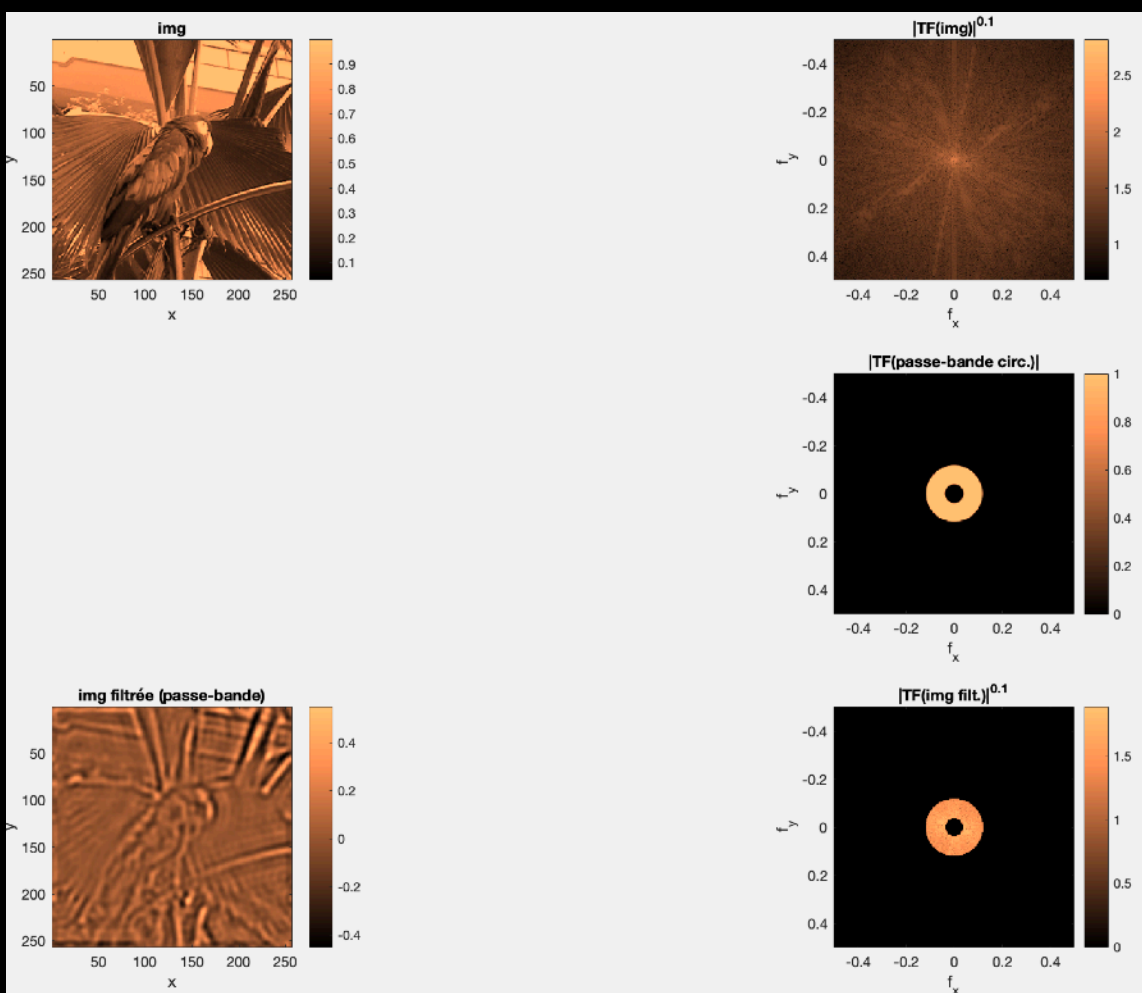 img
50
100
150
200
250
y
50 100 150 200 250
x
0.9
0.8
0.7
0.6
0.5
0.4
0.3
0.2
0.1
|TF(img)|^0.1
-0.4
-0.2
0
0.2
0.4
f_y
-0.4 -0.2 0 0.2 0.4
f_x
2.5
2
1.5
1
|TF(passe-bande circ.)|
-0.4
-0.2
0
0.2
0.4
f_y
-0.4 -0.2 0 0.2 0.4
f_x
1
0.8
0.6
0.4
0.2
0
img filtrée (passe-bande)
50
100
150
200
250
y
50 100 150 200 250
x
0.4
0.2
0
-0.2
-0.4
|TF(img filt.)|^0.1
-0.4
-0.2
0
0.2
0.4
f_y
-0.4 -0.2 0 0.2 0.4
f_x
1.5
1
0.5
0